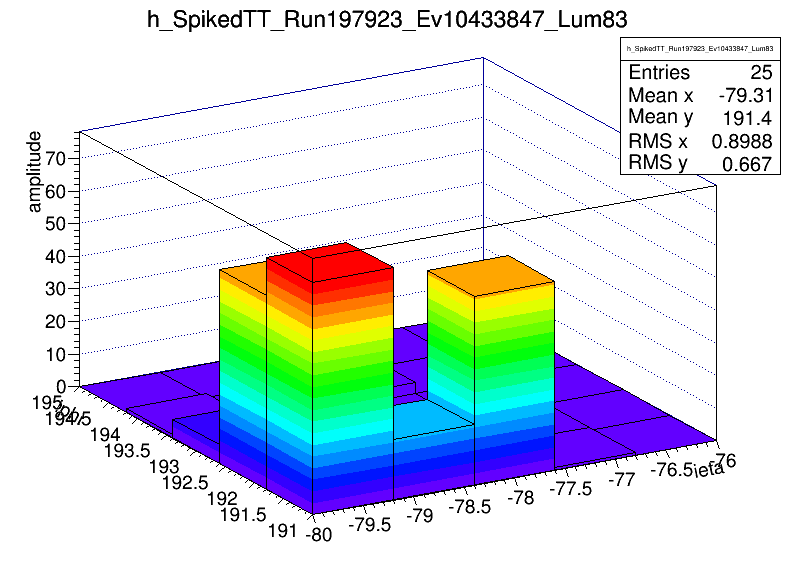 h_SpikedTT_Run197923_Ev10433847_Lum83
h_SpikedTT_Run197923_Ev10433847_Lum83
Entries 25
Mean x -79.31
Mean y 191.4
RMS x 0.8988
RMS y 0.667
amplitude
70
60
50
40
30
20
10
0
195
194.5
194
193.5
193
192.5
192
191.5
191
-80
-79.5
-79
-78.5
-78
-77.5
-77
-76.5
-76
ieta